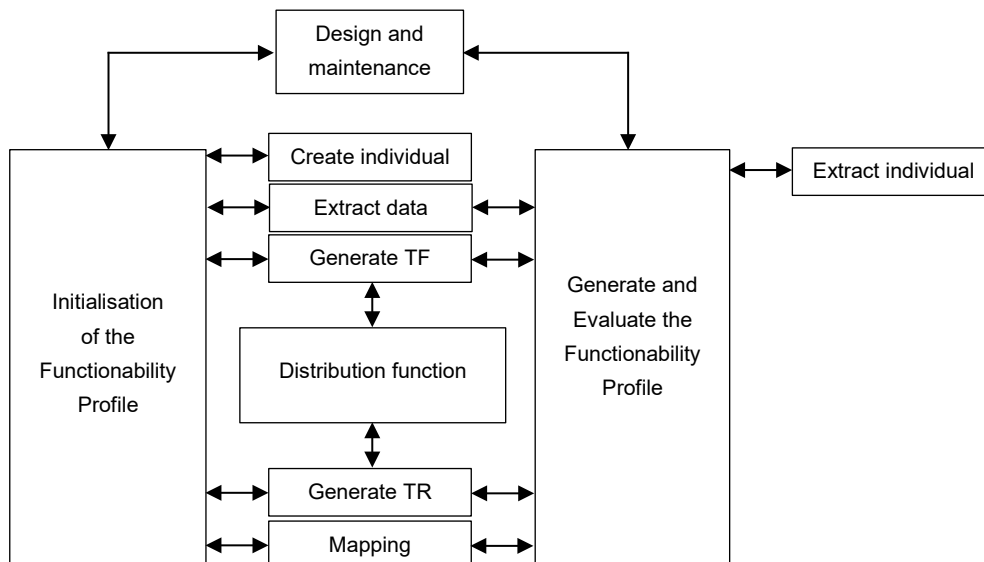 Design and
maintenance
Create individual
Extract individual
Extract data
Generate TF
Initialisation
of the
Functionability
Profile
Generate and
Evaluate the
Functionability
Profile
Distribution function
Generate TR
Mapping